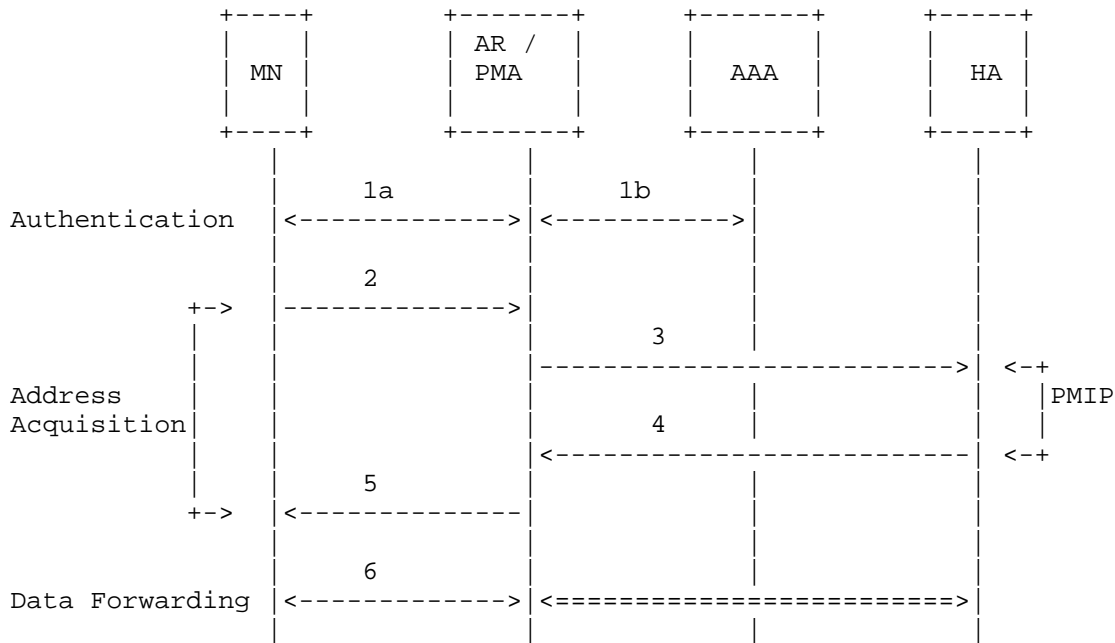 AR /
MN PMA AAA HA
1a 1b
Authentication
2
3
Address PMIP
Acquisition 4
5
6
Data Forwarding